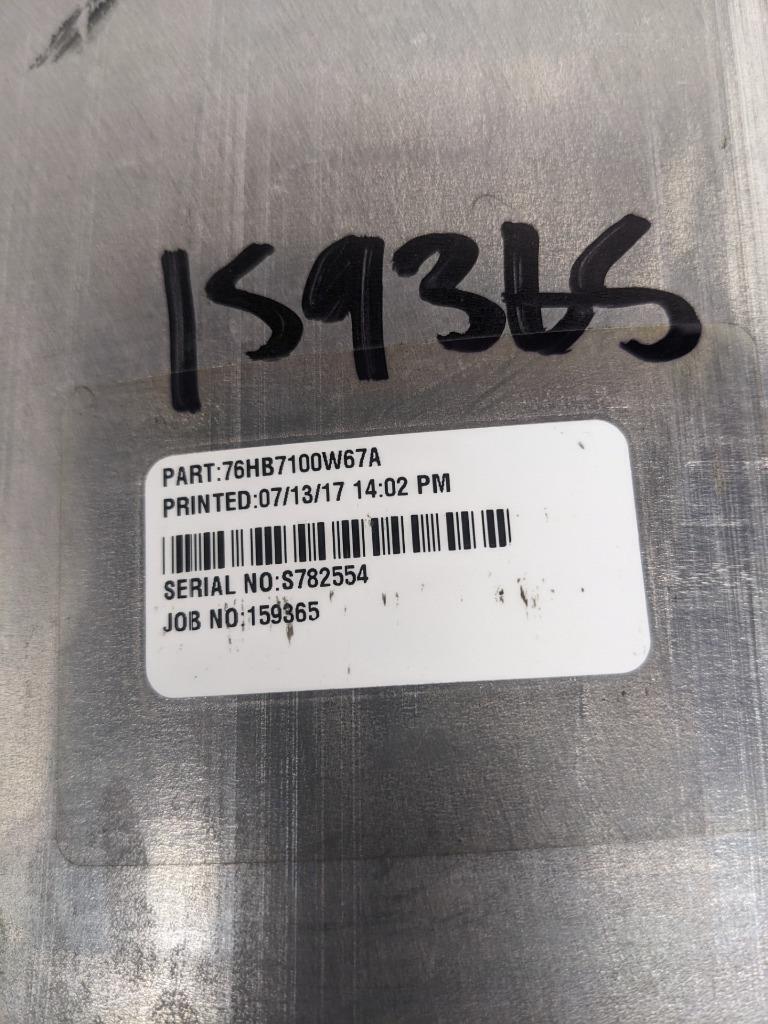 159365
PART:76HB7100W67A
PRINTED:07/13/17 14:02 PM
SERIAL NO:S782554
JOB NO:159365